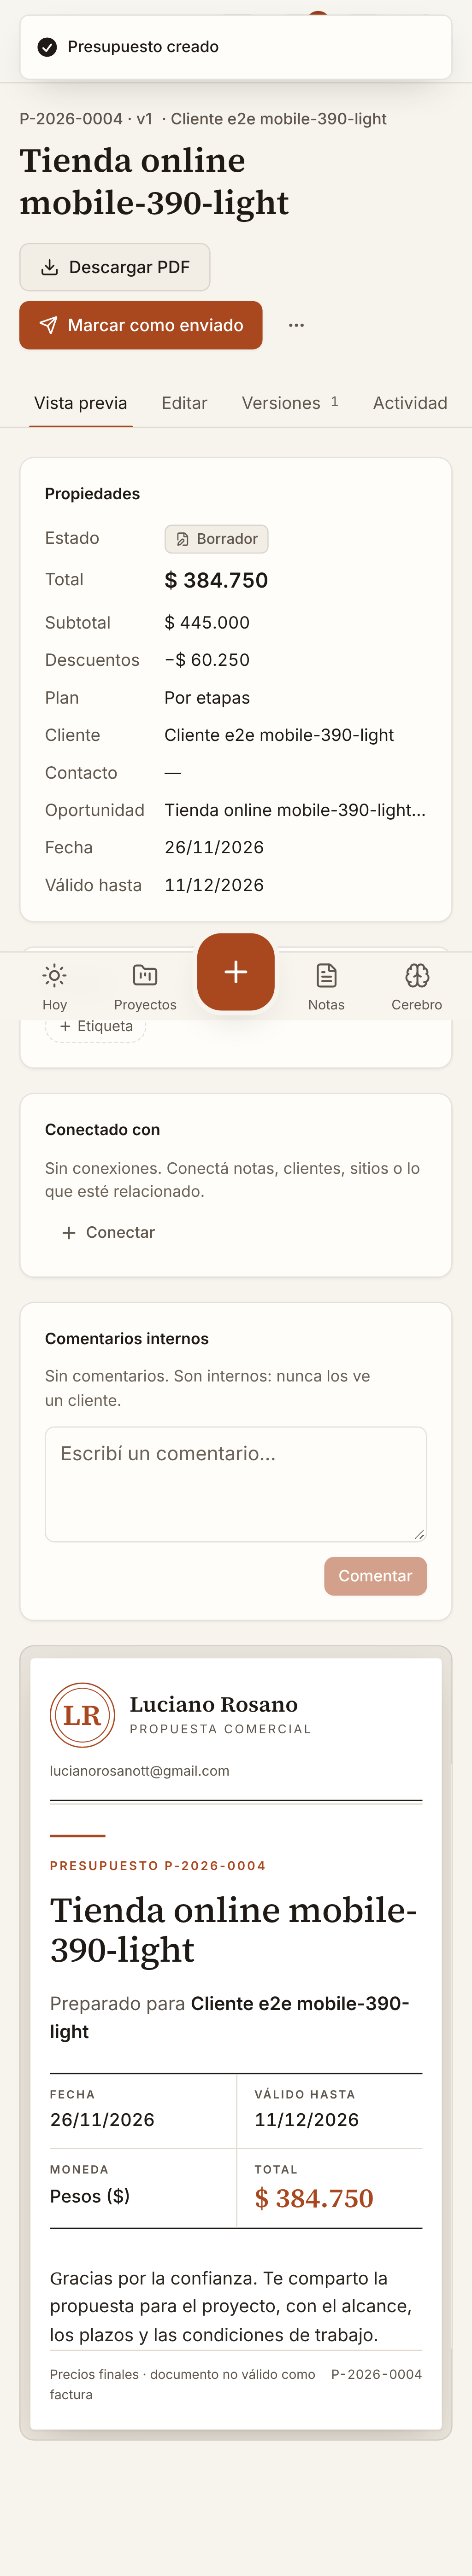 Presupuesto creado
P-2026-0004 · v1 · Cliente e2e mobile-390-light
Tienda online
mobile-390-light
Descargar PDF
Marcar como enviado
Vista previa
Editar
Versiones 1
Actividad
Propiedades
Estado Borrador
Total $ 384.750
Subtotal $ 445.000
Descuentos −$ 60.250
Plan Por etapas
Cliente Cliente e2e mobile-390-light
Contacto —
Oportunidad Tienda online mobile-390-light...
Fecha 26/11/2026
Válido hasta 11/12/2026
Hoy
Proyectos
Notas
Cerebro
+ Etiqueta
Conectado con
Sin conexiones. Conectá notas, clientes, sitios o lo
que esté relacionado.
+ Conectar
Comentarios internos
Sin comentarios. Son internos: nunca los ve
un cliente.
Escribí un comentario...
Comentar
LR
Luciano Rosano
PROPUESTA COMERCIAL
lucianorosanott@gmail.com
PRESUPUESTO P-2026-0004
Tienda online mobile-
390-light
Preparado para Cliente e2e mobile-390-
light
FECHA
26/11/2026
VÁLIDO HASTA
11/12/2026
MONEDA
Pesos ($)
TOTAL
$ 384.750
Gracias por la confianza. Te comparto la
propuesta para el proyecto, con el alcance,
los plazos y las condiciones de trabajo.
Precios finales · documento no válido como
factura
P-2026-0004